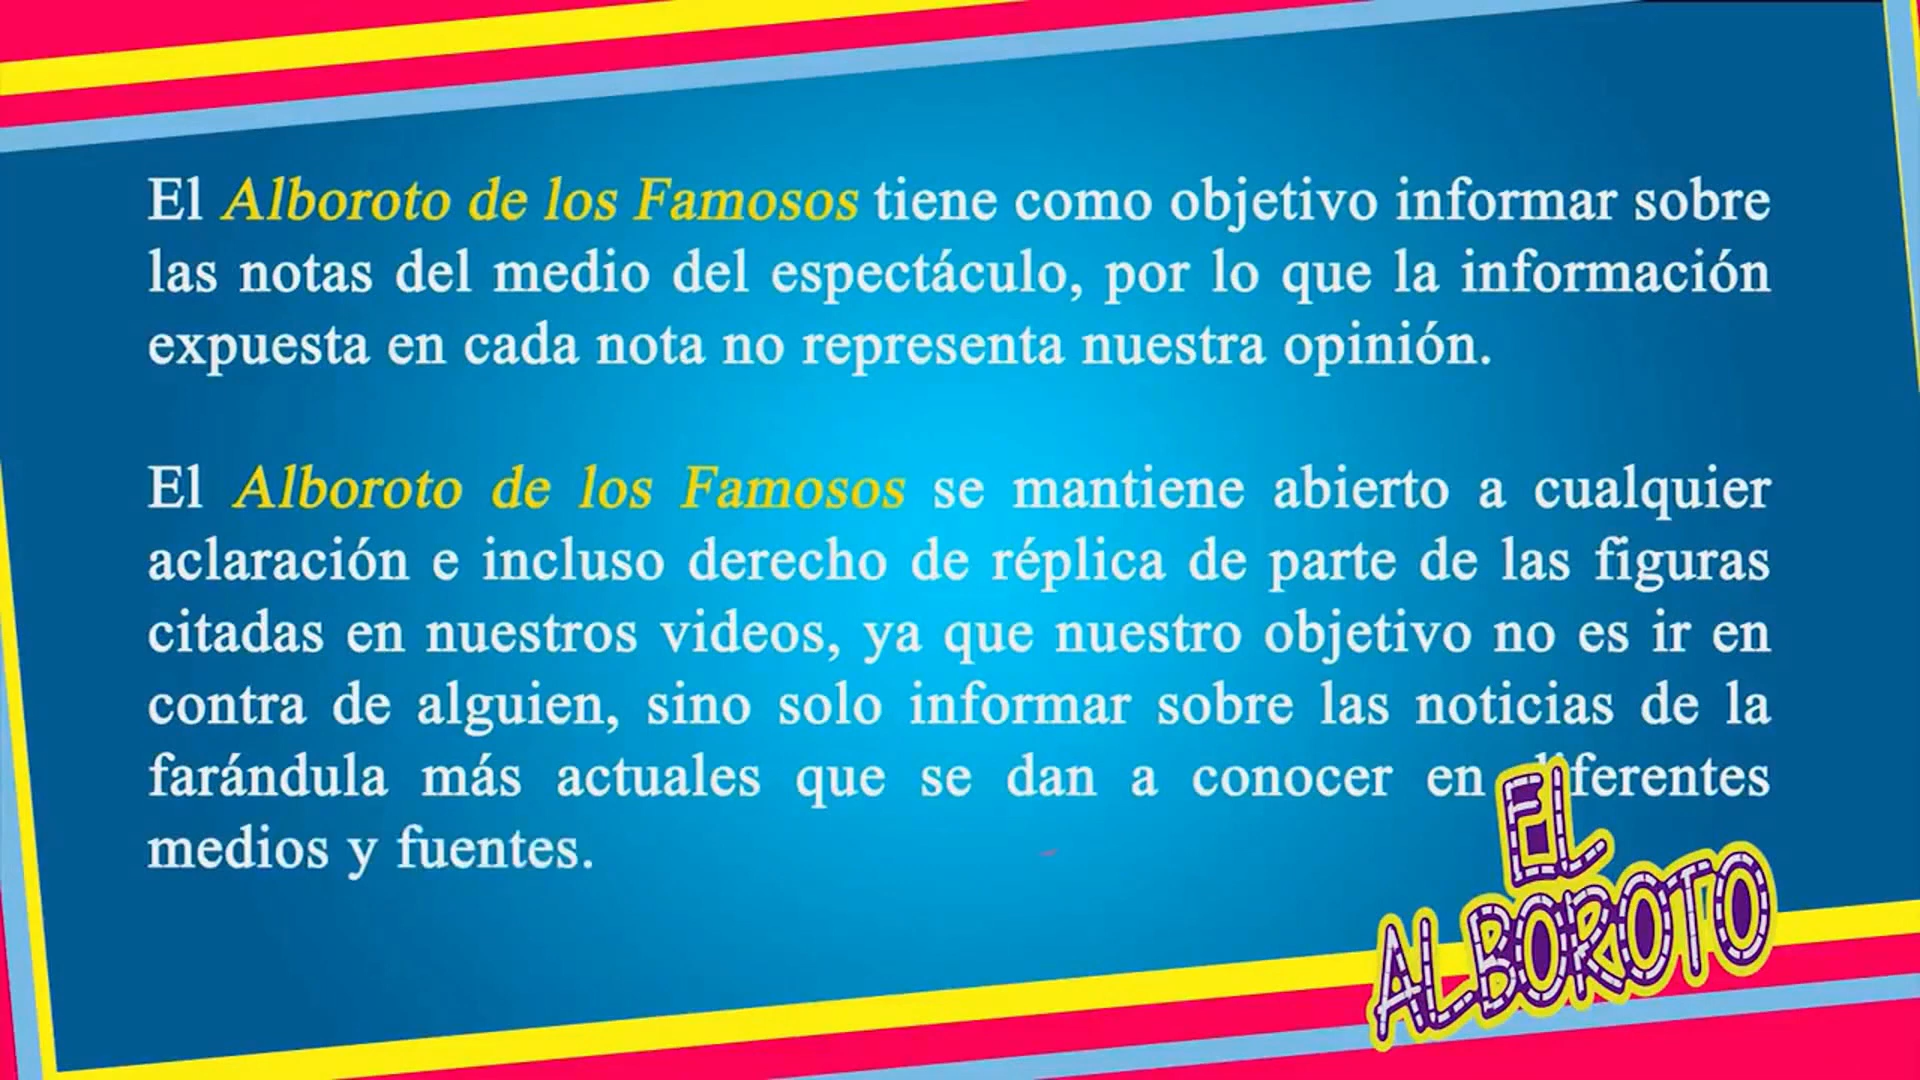 El Alboroto de los Famosos tiene como objetivo informar sobre
las notas del medio del espectáculo, por lo que la información
expuesta en cada nota no representa nuestra opinión.
El Alboroto de los Famosos se mantiene abierto a cualquier
aclaración e incluso derecho de réplica de parte de las figuras
citadas en nuestros videos, ya que nuestro objetivo no es ir en
contra de alguien, sino solo informar sobre las noticias de la
farándula más actuales que se dan a conocer en diferentes
medios y fuentes.
EL
ALBOROTO